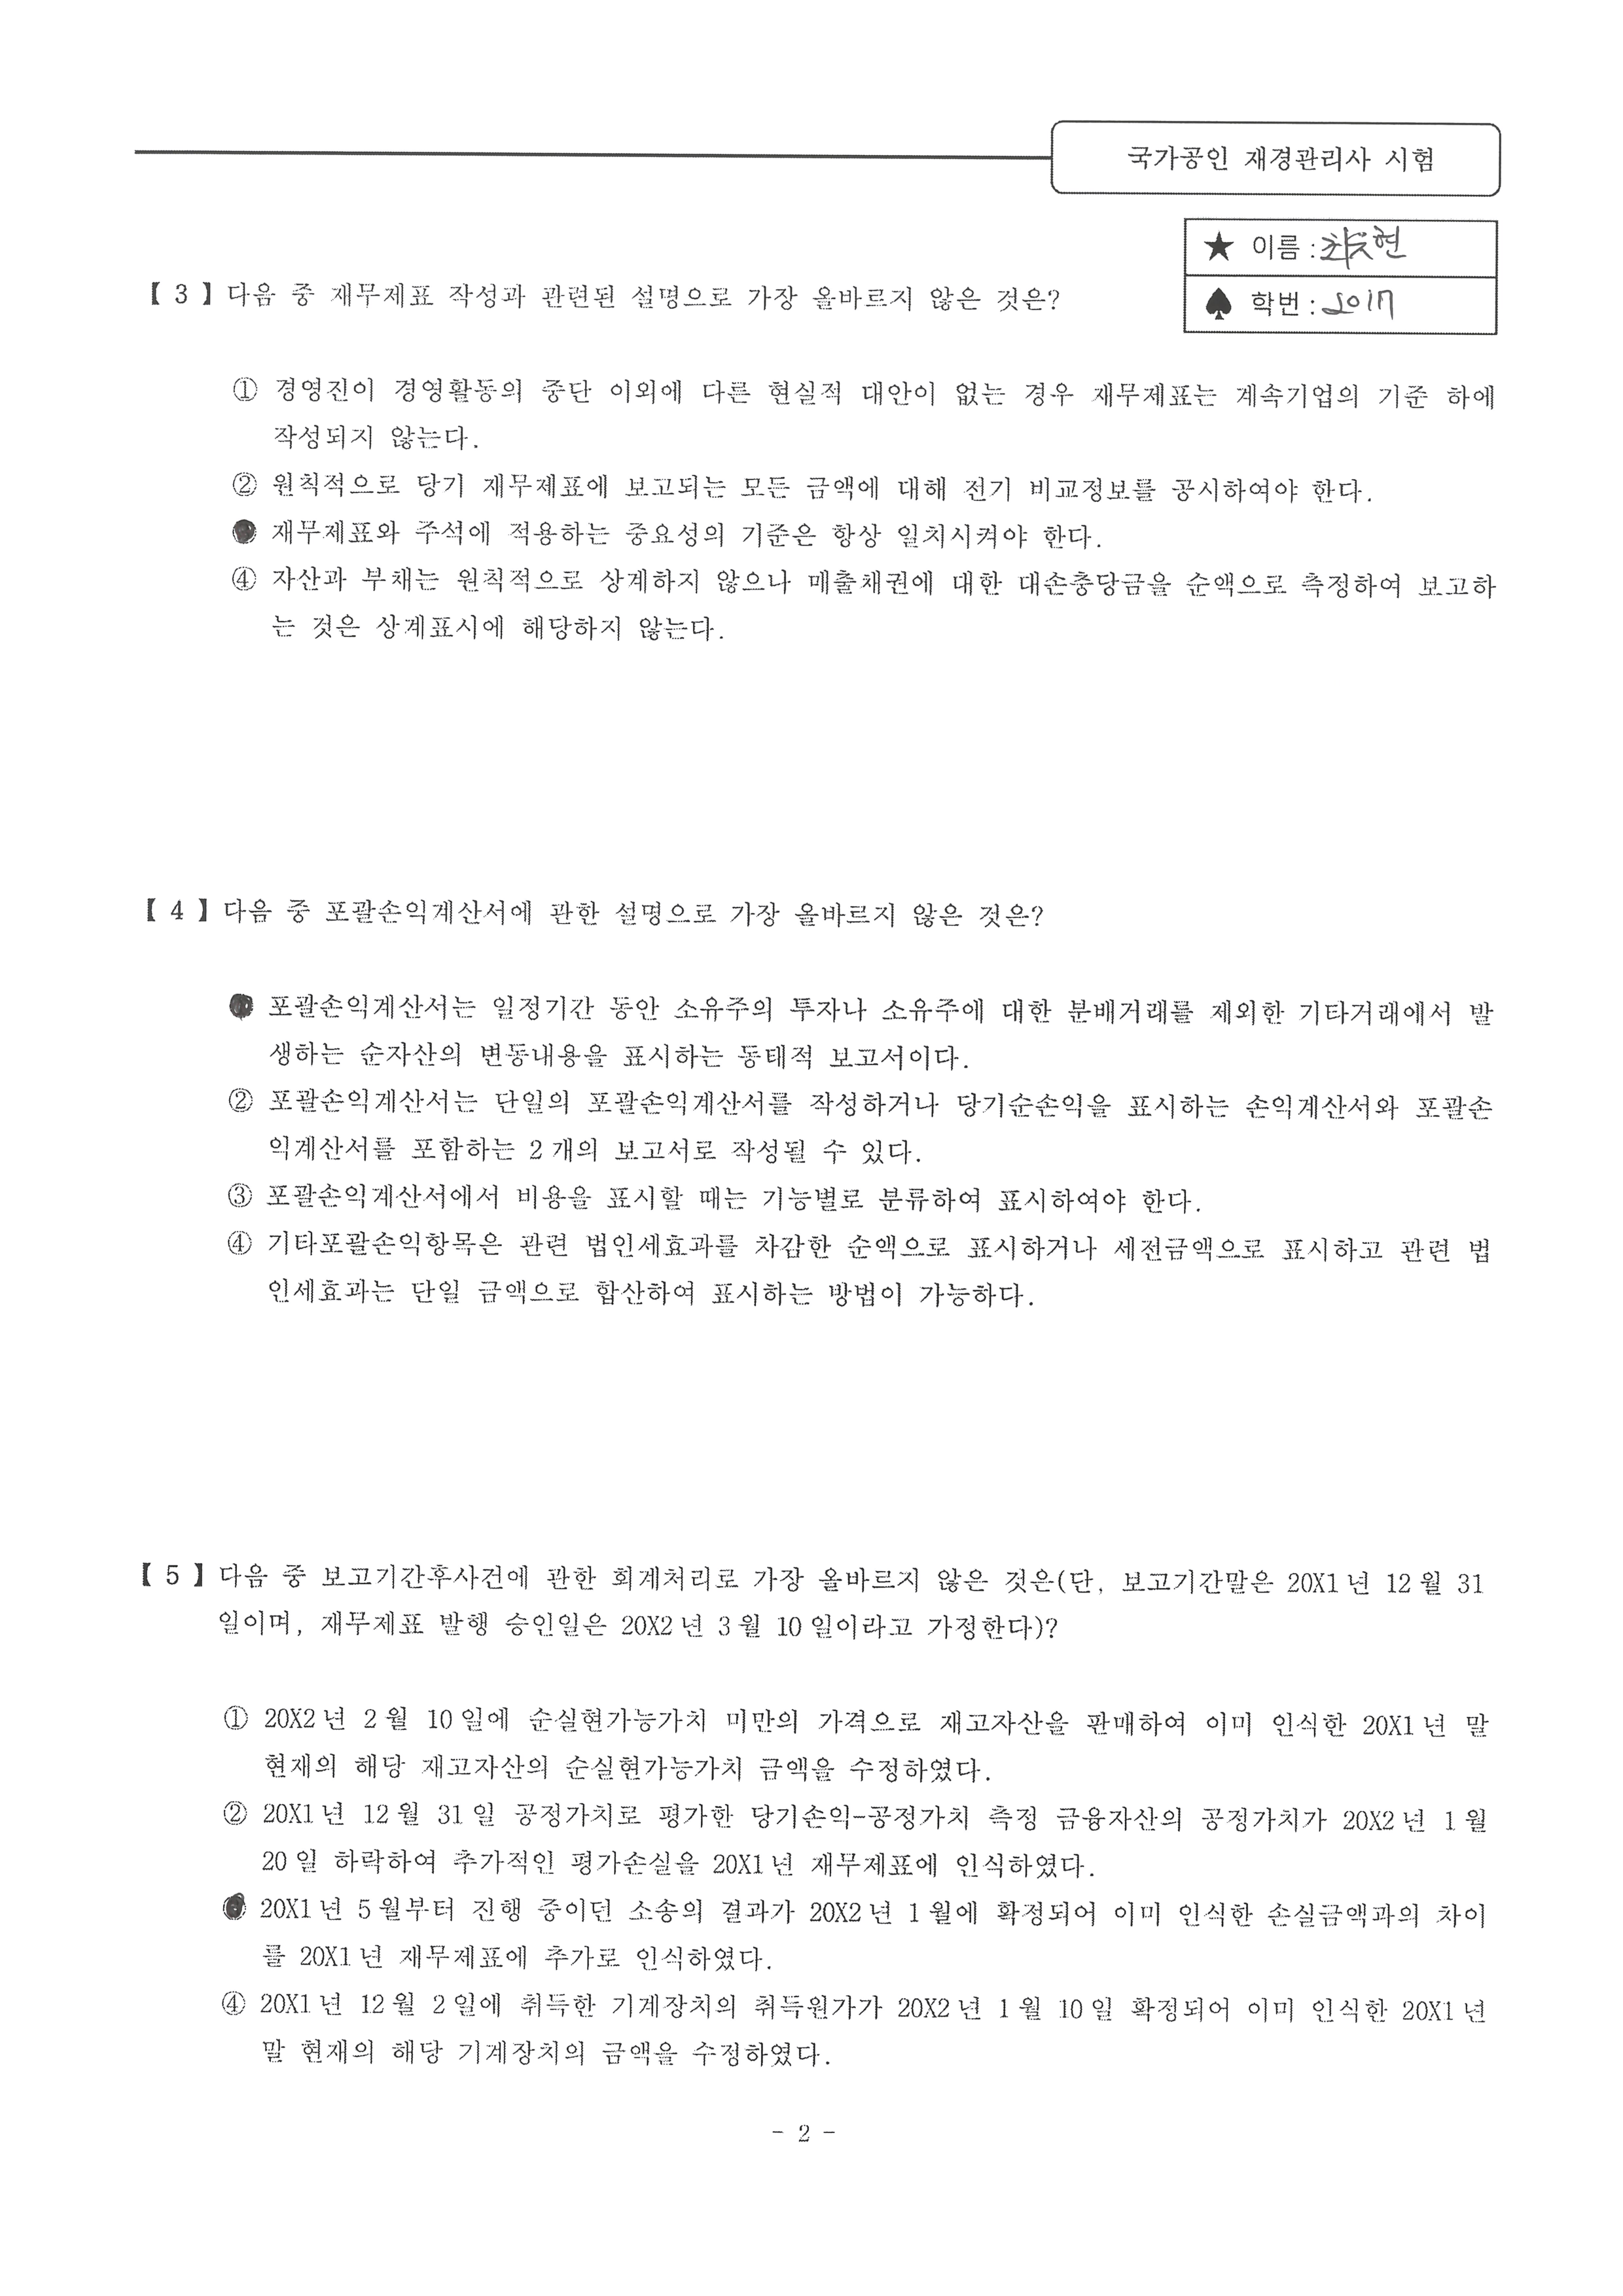 국가공인 재경관리사 시험
★ 이름 :
♠ 학번 : 2017
【 3 】 다음 중 재무제표 작성과 관련된 설명으로 가장 올바르지 않은 것은?
① 경영진이 경영활동의 중단 이외에 다른 현실적 대안이 없는 경우 재무제표는 계속기업의 기준 하에
작성되지 않는다.
② 원칙적으로 당기 재무제표에 보고되는 모든 금액에 대해 전기 비교정보를 공시하여야 한다.
재무제표와 주석에 적용하는 중요성의 기준은 항상 일치시켜야 한다.
④ 자산과 부채는 원칙적으로 상계하지 않으나 매출채권에 대한 대손충당금을 순액으로 측정하여 보고하
는 것은 상계표시에 해당하지 않는다.
【 4 】 다음 중 포괄손익계산서에 관한 설명으로 가장 올바르지 않은 것은?
포괄손익계산서는 일정기간 동안 소유주의 투자나 소유주에 대한 분배거래를 제외한 기타거래에서 발
생하는 순자산의 변동내용을 표시하는 동태적 보고서이다.
② 포괄손익계산서는 단일의 포괄손익계산서를 작성하거나 당기순손익을 표시하는 손익계산서와 포괄손
익계산서를 포함하는 2 개의 보고서로 작성될 수 있다.
③ 포괄손익계산서에서 비용을 표시할 때는 기능별로 분류하여 표시하여야 한다.
④ 기타포괄손익항목은 관련 법인세효과를 차감한 순액으로 표시하거나 세전금액으로 표시하고 관련 법
인세효과는 단일 금액으로 합산하여 표시하는 방법이 가능하다.
【 5 】 다음 중 보고기간후사건에 관한 회계처리로 가장 올바르지 않은 것은(단, 보고기간말은 20X1 년 12 월 31
일이며, 재무제표 발행 승인일은 20X2 년 3 월 10 일이라고 가정한다)?
① 20X2 년 2 월 10 일에 순실현가능가치 미만의 가격으로 재고자산을 판매하여 이미 인식한 20X1 년 말
현재의 해당 재고자산의 순실현가능가치 금액을 수정하였다.
② 20X1 년 12 월 31 일 공정가치로 평가한 당기손익-공정가치 측정 금융자산의 공정가치가 20X2 년 1 월
20 일 하락하여 추가적인 평가손실을 20X1 년 재무제표에 인식하였다.
20X1 년 5 월부터 진행 중이던 소송의 결과가 20X2 년 1 월에 확정되어 이미 인식한 손실금액과의 차이
를 20X1 년 재무제표에 추가로 인식하였다.
④ 20X1 년 12 월 2 일에 취득한 기계장치의 취득원가가 20X2 년 1 월 10 일 확정되어 이미 인식한 20X1 년
말 현재의 해당 기계장치의 금액을 수정하였다.
- 2 -